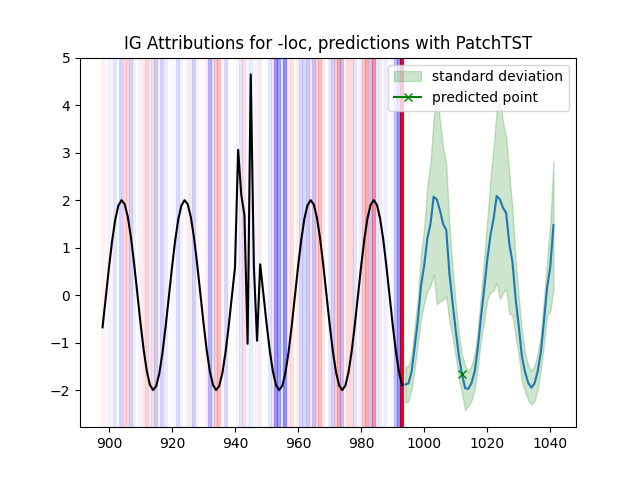 IG Attributions for -loc, predictions with PatchTST
standard deviation
predicted point
5
4
3
2
1
0
−1
−2
900 920 940 960 980 1000 1020 1040